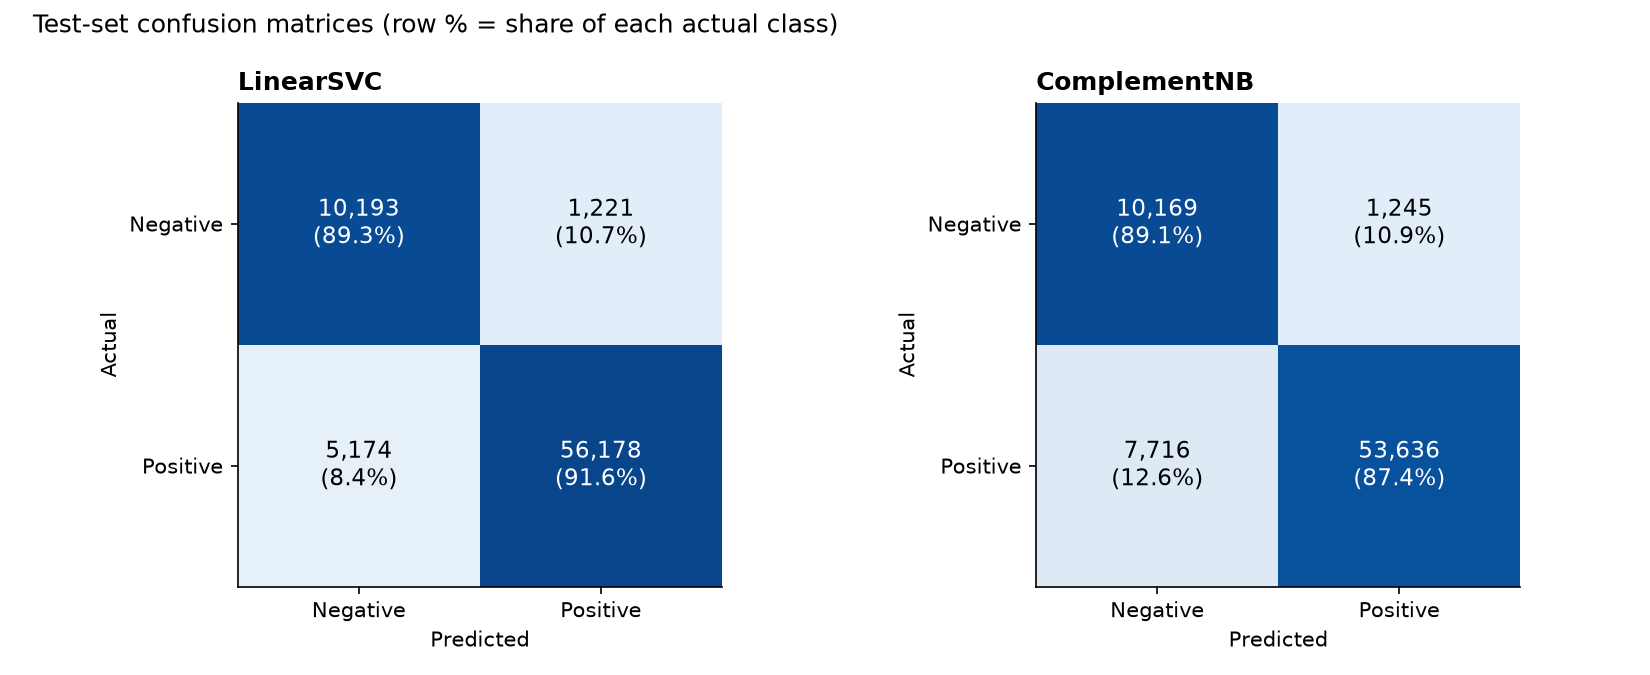 Test-set confusion matrices (row % = share of each actual class)
LinearSVC
Actual
Negative
10,193
(89.3%)
1,221
(10.7%)
Positive
5,174
(8.4%)
56,178
(91.6%)
Negative
Positive
Predicted
ComplementNB
Actual
Negative
10,169
(89.1%)
1,245
(10.9%)
Positive
7,716
(12.6%)
53,636
(87.4%)
Negative
Positive
Predicted